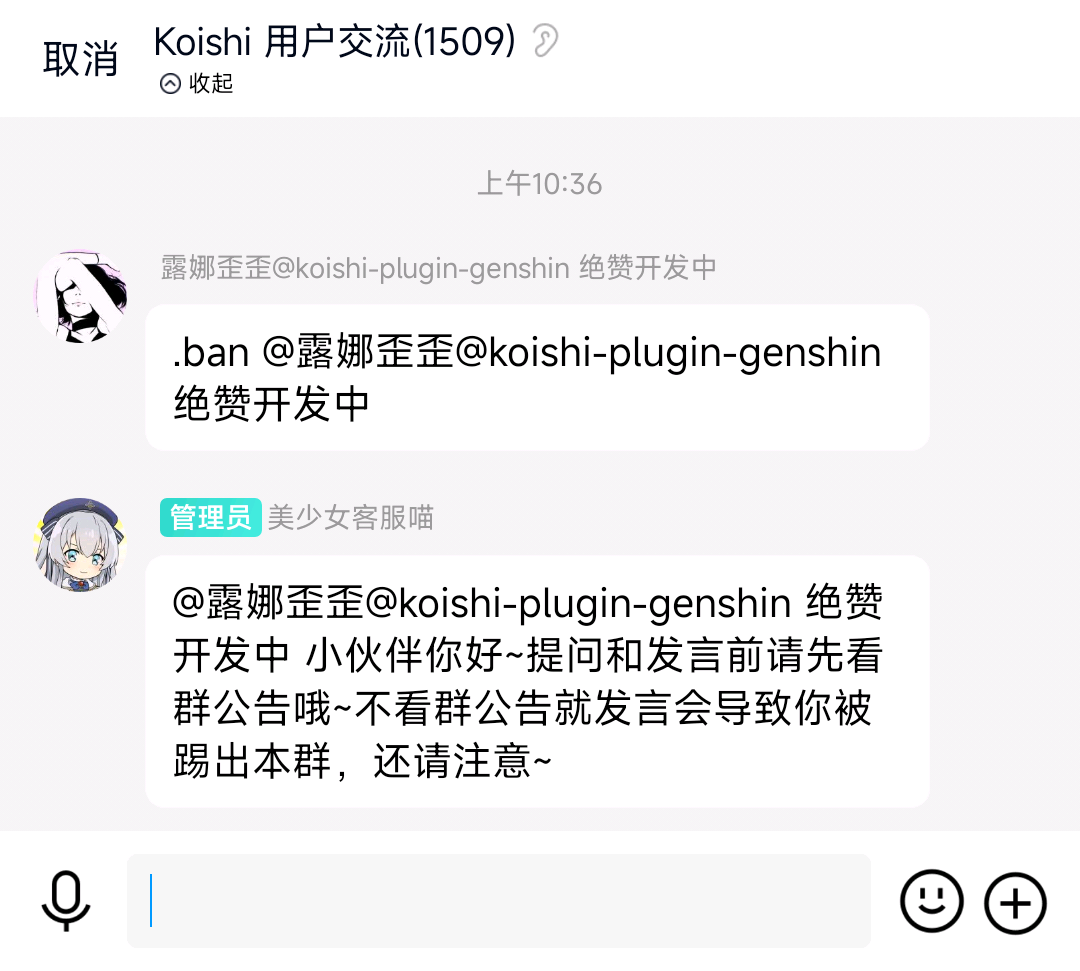 取消
Koishi 用户交流(1509)
收起
上午10:36
露娜歪歪@koishi-plugin-genshin 绝赞开发中
.ban @露娜歪歪@koishi-plugin-genshin
绝赞开发中
管理员 美少女客服喵
@露娜歪歪@koishi-plugin-genshin 绝赞
开发中 小伙伴你好~提问和发言前请先看
群公告哦~不看群公告就发言会导致你被
踢出本群，还请注意~